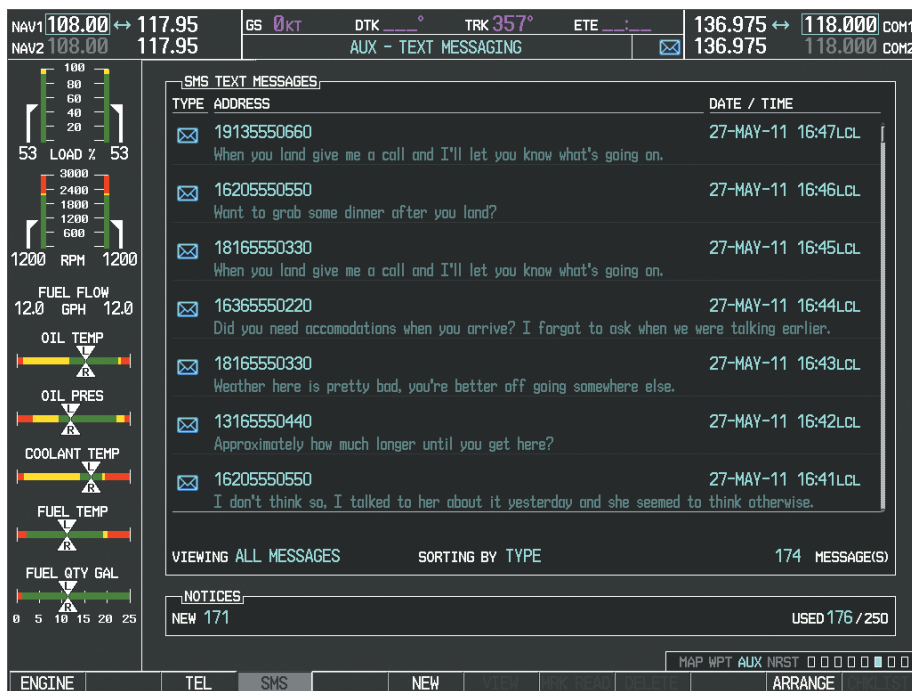 NAV1 108.00 ↔ 117.95
NAV2 108.00 117.95
GS 0KT DTK ___° TRK 357° ETE __:__
AUX - TEXT MESSAGING
136.975 ↔ 118.000 COM1
136.975 118.000 COM2
100
80
60
40
20
53 LOAD % 53
3000
2400
1800
1200
600
1200 RPM 1200
FUEL FLOW
12.0 GPH 12.0
OIL TEMP
L
R
OIL PRES
L
R
COOLANT TEMP
L
R
FUEL TEMP
L
R
FUEL QTY GAL
L
R
0 5 10 15 20 25
SMS TEXT MESSAGES
TYPE ADDRESS DATE / TIME
19135550660 27-MAY-11 16:47LCL
When you land give me a call and I'll let you know what's going on.
16205550550 27-MAY-11 16:46LCL
Want to grab some dinner after you land?
18165550330 27-MAY-11 16:45LCL
When you land give me a call and I'll let you know what's going on.
16365550220 27-MAY-11 16:44LCL
Did you need accomodations when you arrive? I forgot to ask when we were talking earlier.
18165550330 27-MAY-11 16:43LCL
Weather here is pretty bad, you're better off going somewhere else.
13165550440 27-MAY-11 16:42LCL
Approximately how much longer until you get here?
16205550550 27-MAY-11 16:41LCL
I don't think so, I talked to her about it yesterday and she seemed to think otherwise.
VIEWING ALL MESSAGES SORTING BY TYPE 174 MESSAGE(S)
NOTICES
NEW 171 USED 176/250
MAP WPT AUX NRST
ENGINE TEL SMS NEW VIEW MRK READ DELETE ARRANGE CHKLIST